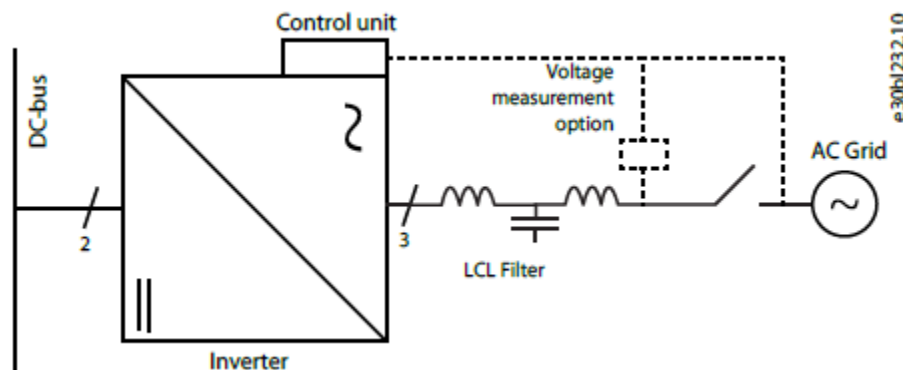 Control unit
DC-bus
Voltage
measurement
option
e30bl232.10
AC Grid
2
3
LCL Filter
Inverter